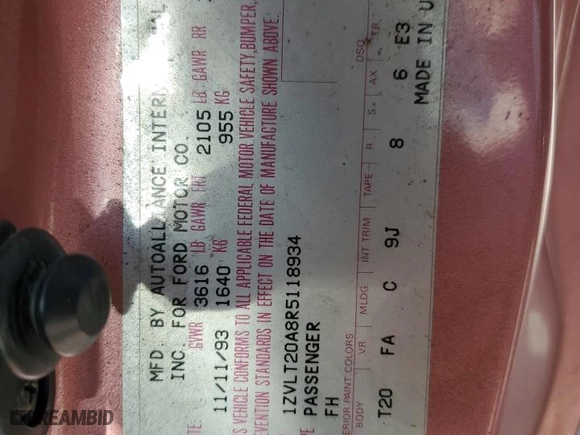 MFD. BY AUTOALLIANCE INTERNATIONAL
INC. FOR FORD MOTOR CO.
GVWR LB GAWR FRT LB GAWR RR
11/11/93 3616 2105
1640 KG 955 KG
VEHICLE CONFORMS TO ALL APPLICABLE FEDERAL MOTOR VEHICLE SAFETY, BUMPER,
STANDARDS IN EFFECT ON THE DATE OF MANUFACTURE SHOWN ABOVE.
1ZVLT20A8R5118934
PASSENGER
FH
PAINT COLORS DSO
BODY VR MLDG INT. TRIM TAPE R S. AX TR
T20 FA C 9J 8 6 E3
MADE IN U